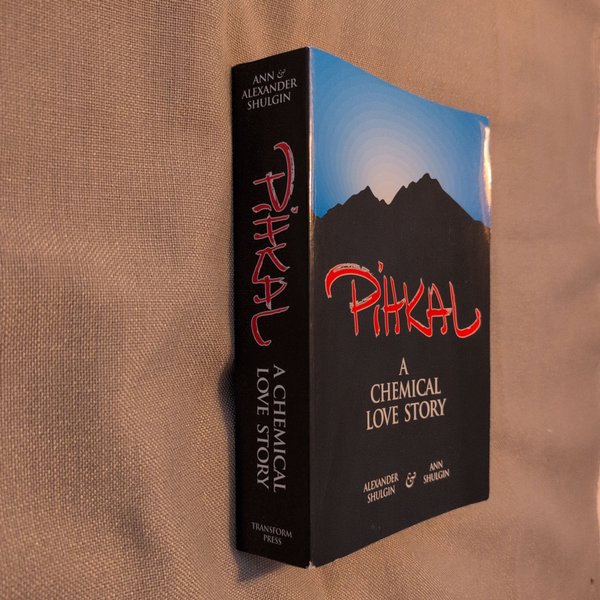 ANN &
ALEXANDER
SHULGIN
PIHKAL
A CHEMICAL
LOVE STORY
TRANSFORM
PRESS
PIHKAL
A
CHEMICAL
LOVE STORY
ALEXANDER
SHULGIN
&
ANN
SHULGIN